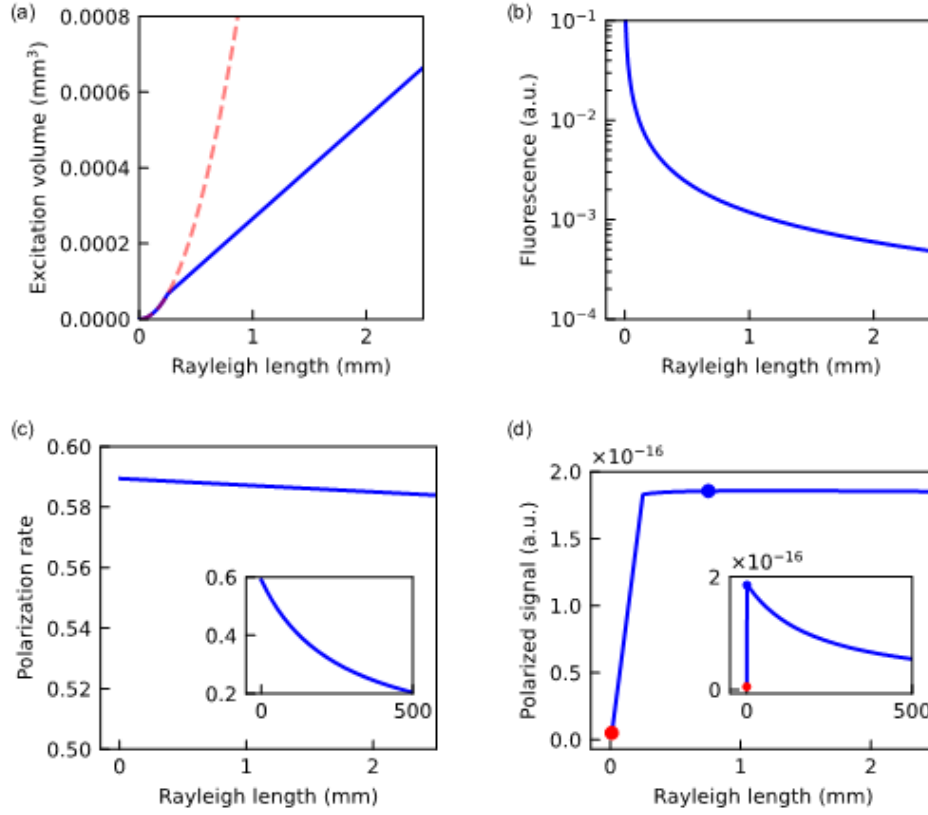 (a)
Excitation volume (mm³)
0.0008
0.0006
0.0004
0.0002
0.0000
0 1 2
Rayleigh length (mm)
(b)
Fluorescence (a.u.)
10⁻¹
10⁻²
10⁻³
10⁻⁴
0 1 2
Rayleigh length (mm)
(c)
Polarization rate
0.60
0.58
0.56
0.54
0.52
0.50
0 1 2
Rayleigh length (mm)
0.6
0.4
0.2
0 500
(d)
×10⁻¹⁶
Polarized signal (a.u.)
2.0
1.5
1.0
0.5
0.0
0 1 2
Rayleigh length (mm)
×10⁻¹⁶
2
0
0 500